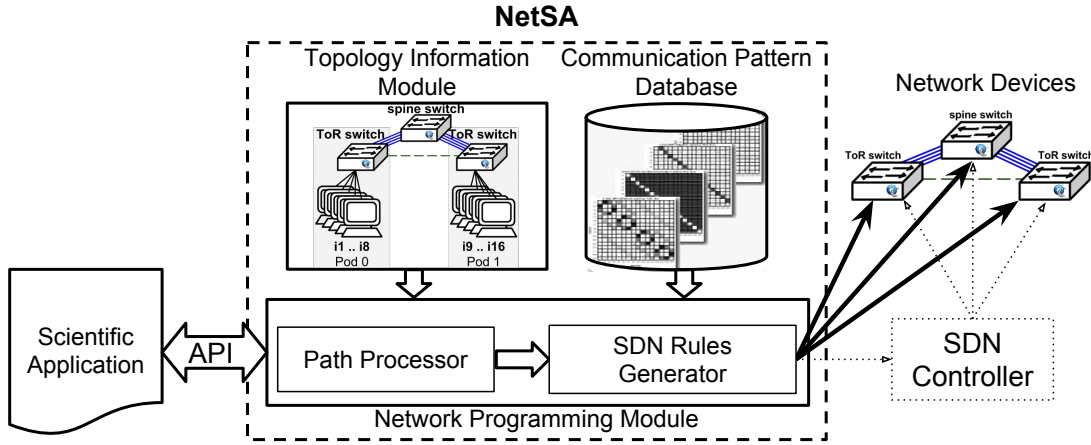 NetSA
Topology Information
Module
Communication Pattern
Database
Network Devices
spine switch
ToR switch
ToR switch
i1 .. i8
i9 .. i16
Pod 0
Pod 1
spine switch
ToR switch
ToR switch
Scientific
Application
API
Path Processor
SDN Rules
Generator
SDN
Controller
Network Programming Module